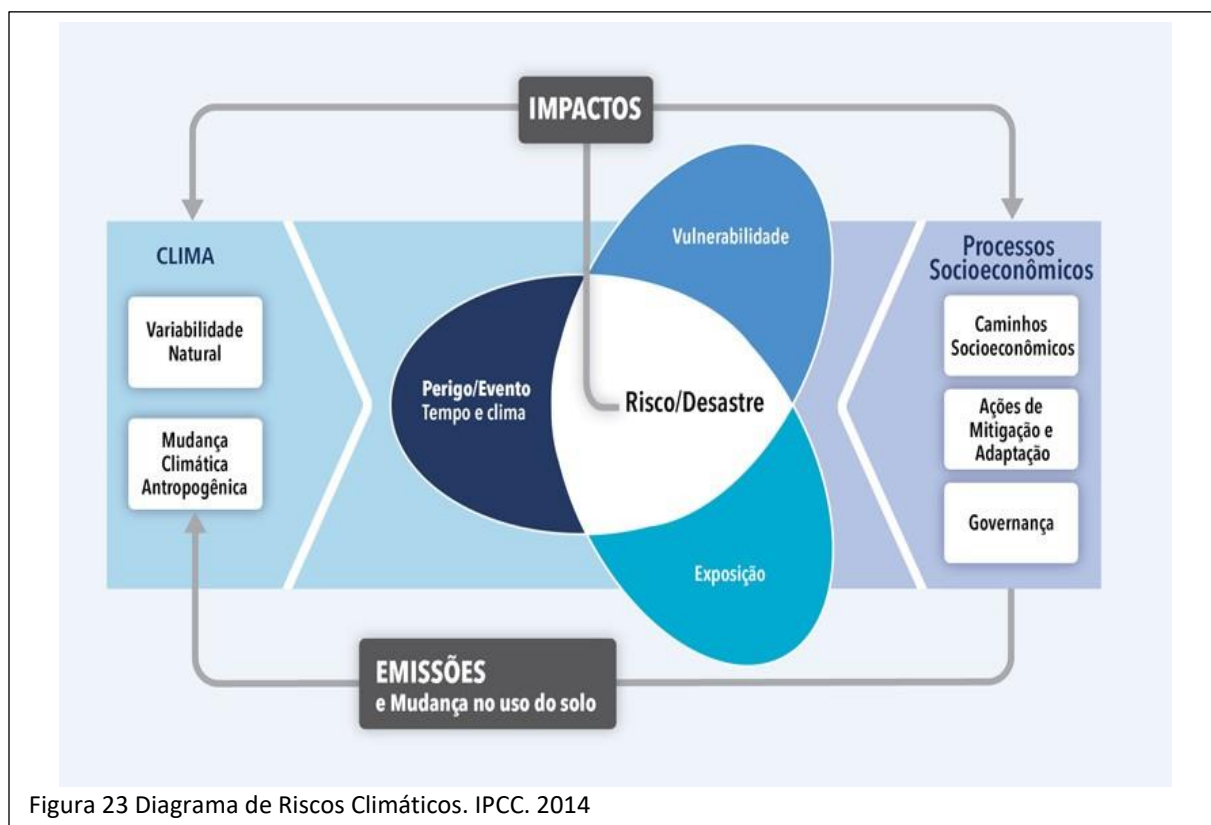 IMPACTOS
CLIMA
Variabilidade
Natural
Mudança
Climática
Antropogênica
Perigo/Evento
Tempo e clima
Vulnerabilidade
Risco/Desastre
Exposição
Processos
Socioeconômicos
Caminhos
Socioeconômicos
Ações de
Mitigação e
Adaptação
Governança
EMISSÕES
e Mudança no uso do solo
Figura 23 Diagrama de Riscos Climáticos. IPCC. 2014